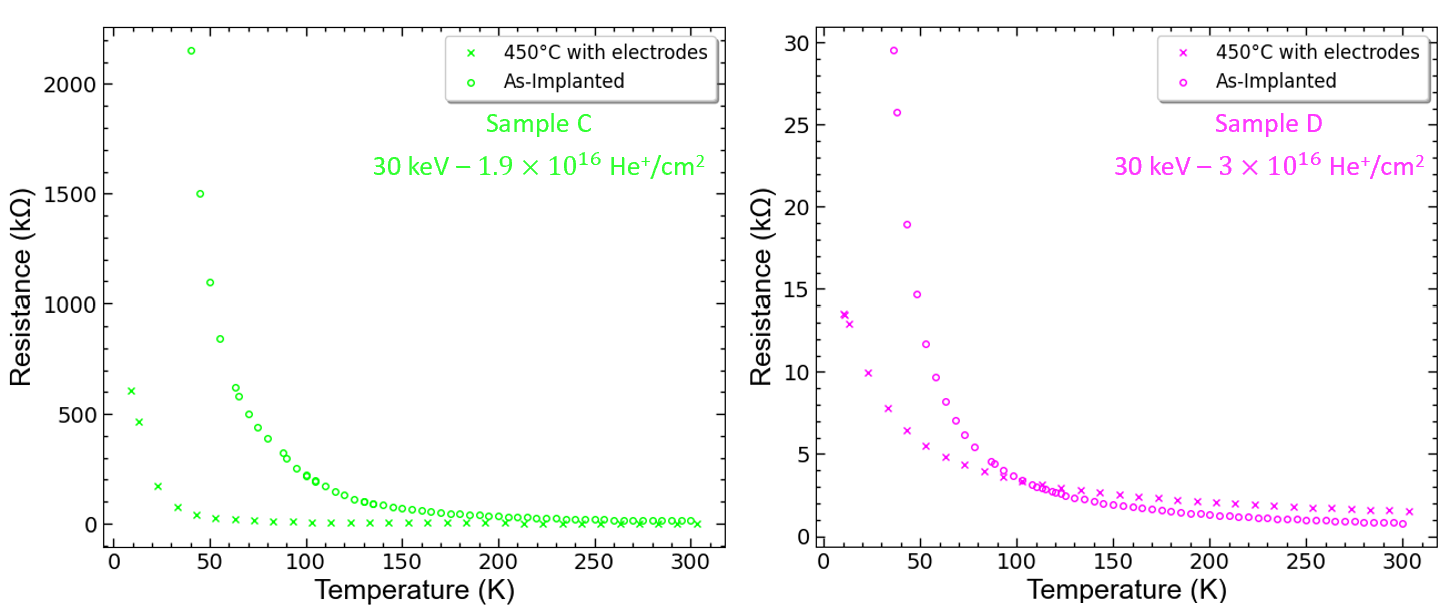 450°C with electrodes
As-Implanted
Sample C
30 keV – 1.9 × 10¹⁶ He⁺/cm²
2000
1500
1000
500
0
Resistance (kΩ)
0 50 100 150 200 250 300
Temperature (K)
450°C with electrodes
As-Implanted
Sample D
30 keV – 3 × 10¹⁶ He⁺/cm²
30
25
20
15
10
5
0
Resistance (kΩ)
0 50 100 150 200 250 300
Temperature (K)